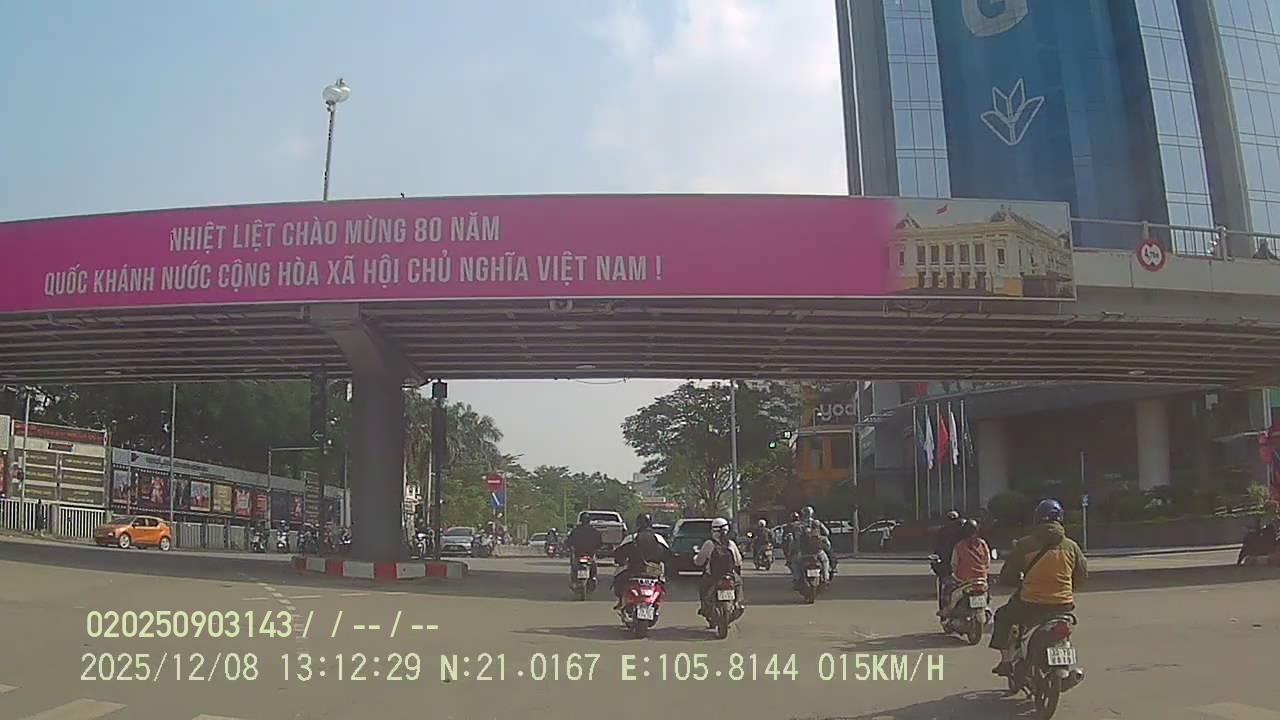 G
NHIỆT LIỆT CHÀO MỪNG 80 NĂM
QUỐC KHÁNH NƯỚC CỘNG HÒA XÃ HỘI CHỦ NGHĨA VIỆT NAM !
yod
020250903143 / / -- / --
2025/12/08 13:12:29 N:21.0167 E:105.8144 015KM/H